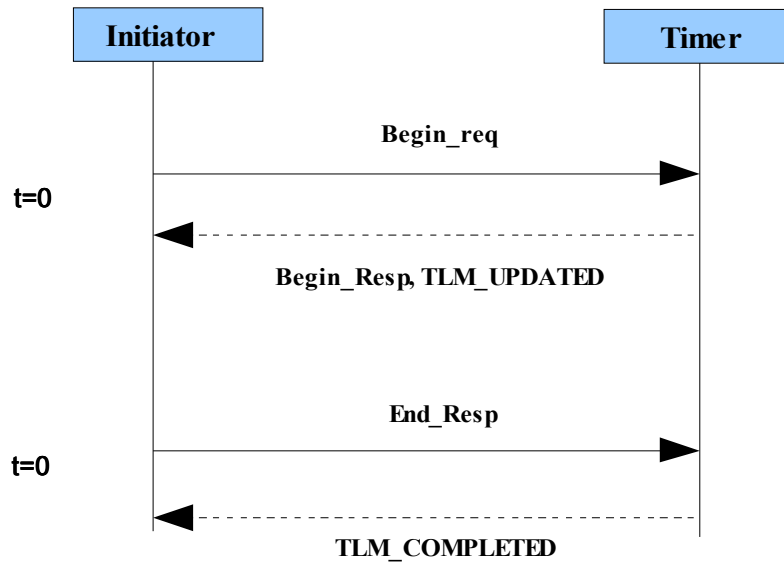 Initiator
Timer
Begin_req
t=0
Begin_Resp, TLM_UPDATED
End_Resp
t=0
TLM_COMPLETED